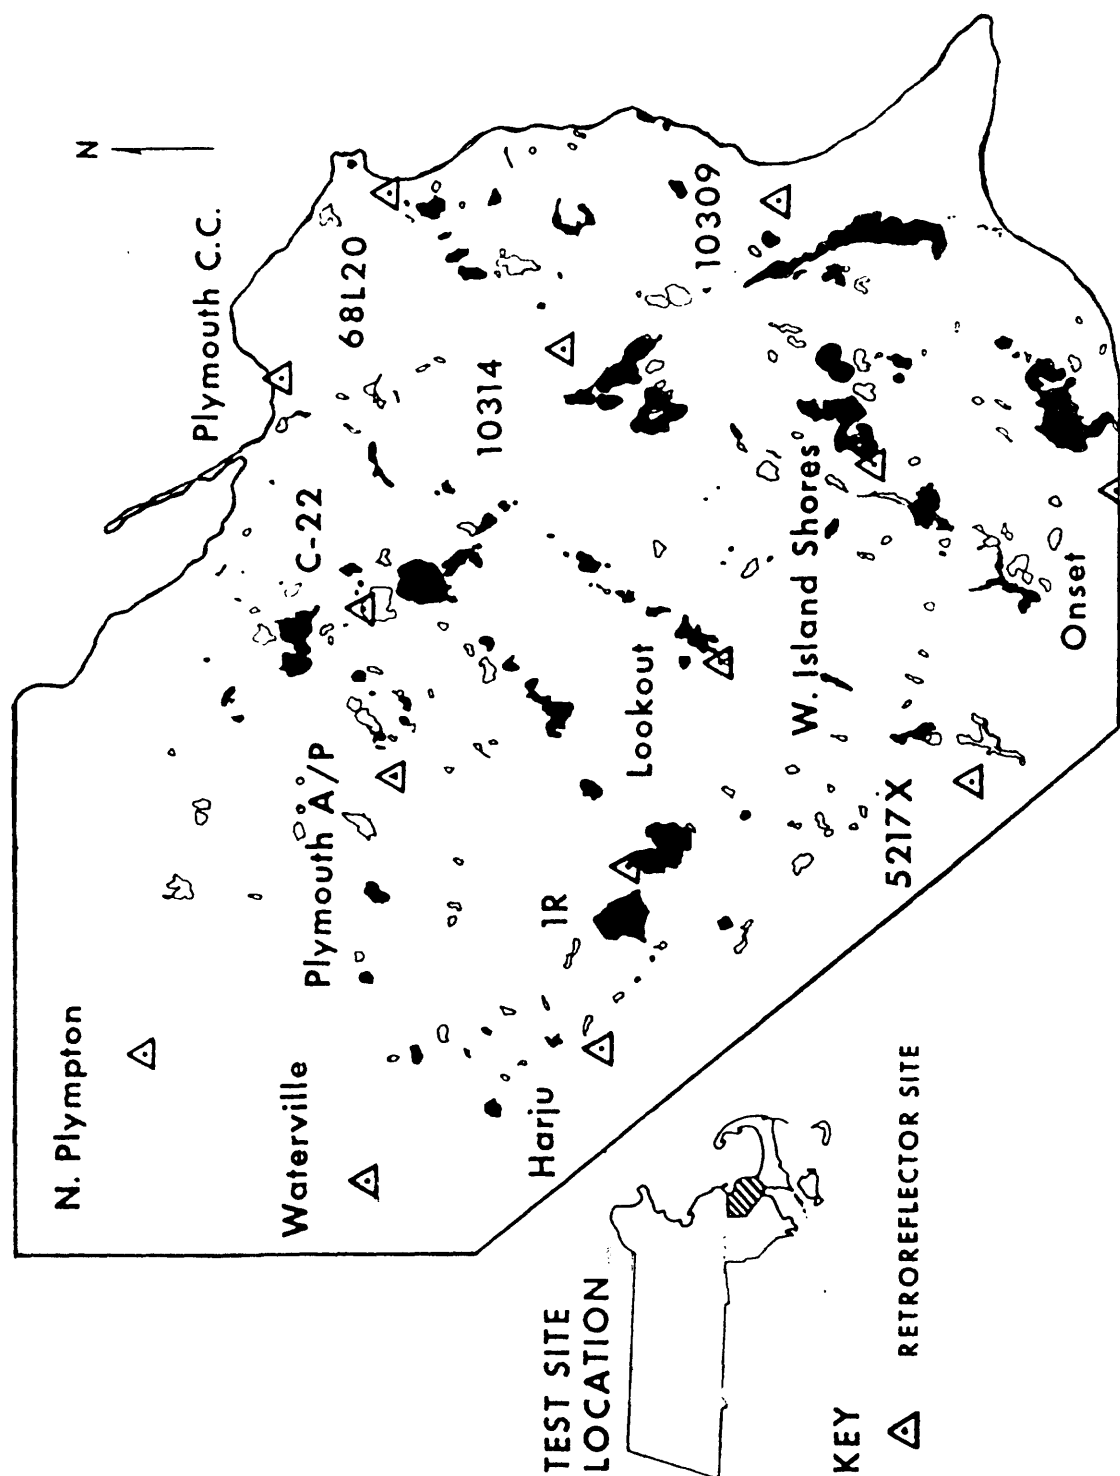 N
Plymouth C.C.
68L20
10309
10314
C-22
W. Island Shores
Lookout
Onset
Plymouth A/P
1R
5217X
N. Plympton
Waterville
Harju
TEST SITE
LOCATION
KEY
RETROREFLECTOR SITE